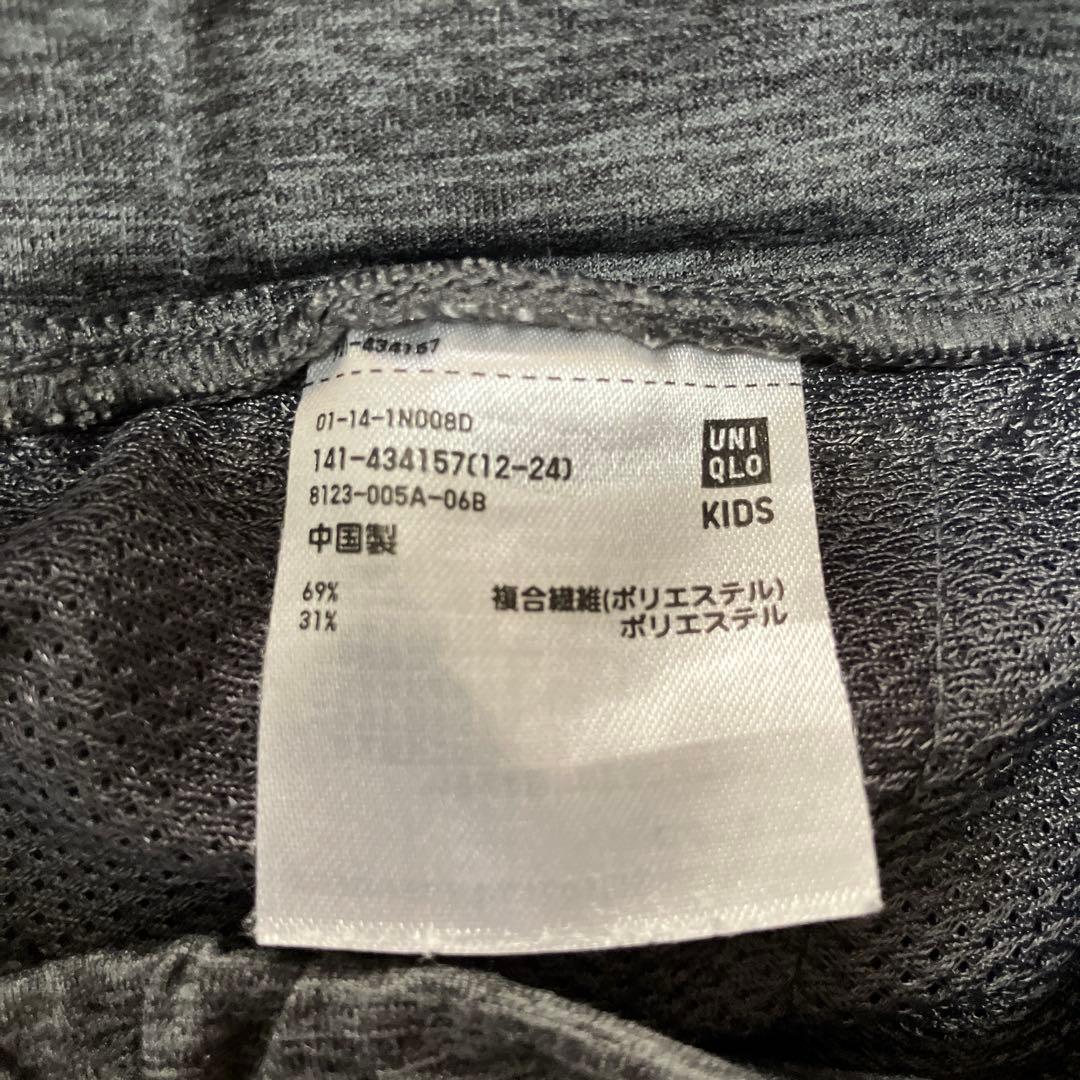 -434157
01-14-1N008D
141-434157(12-24)
8123-005A-06B
中国製
UNI
QLO
KIDS
69% 複合繊維(ポリエステル)
31% ポリエステル